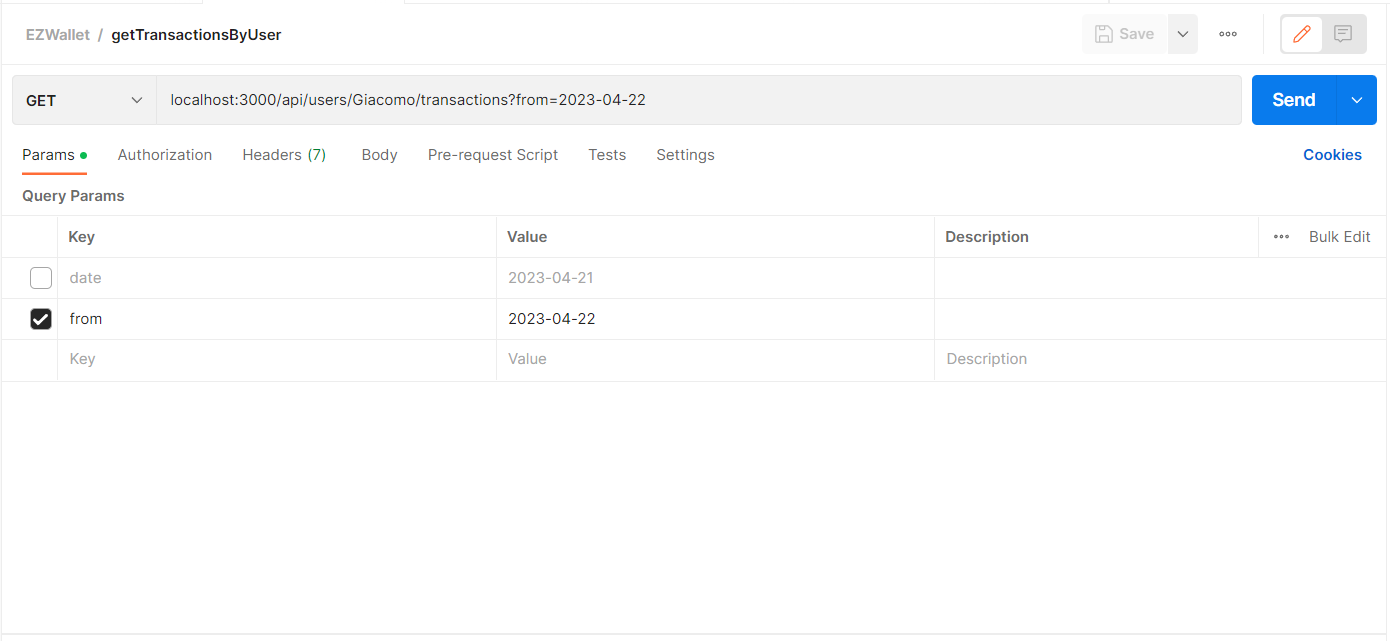 EZWallet / getTransactionsByUser
Save
GET
localhost:3000/api/users/Giacomo/transactions?from=2023-04-22
Send
Params Authorization Headers (7) Body Pre-request Script Tests Settings Cookies
Query Params
Key Value Description Bulk Edit
date 2023-04-21
from 2023-04-22
Key Value Description